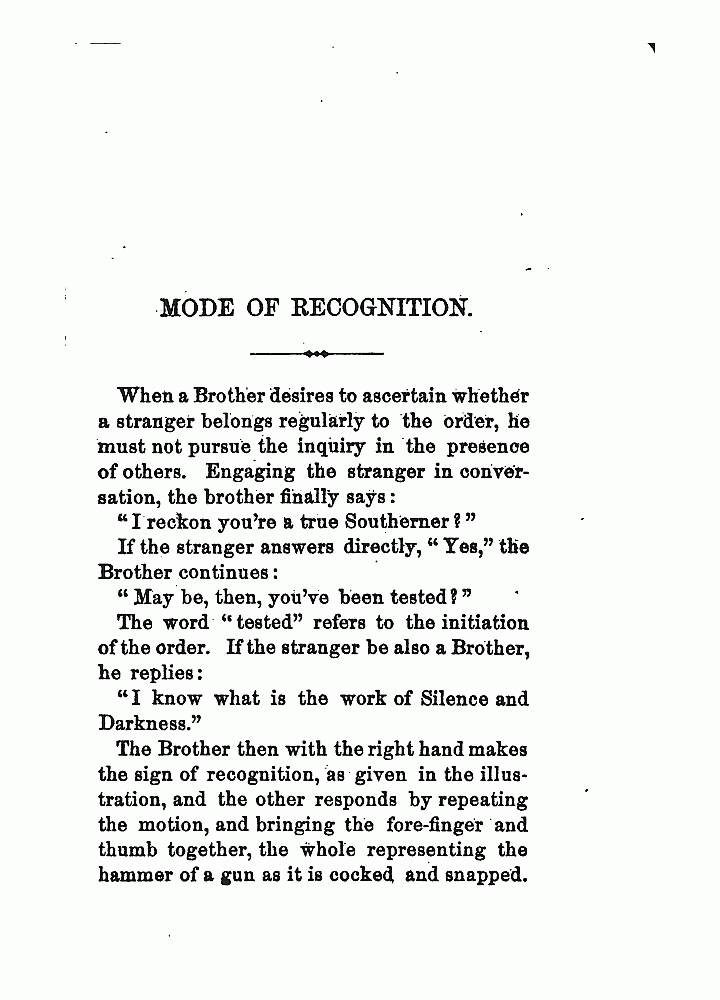 MODE OF RECOGNITION.
When a Brother desires to ascertain whether
a stranger belongs regularly to the order, he
must not pursue the inquiry in the presence
of others. Engaging the stranger in conver-
sation, the brother finally says:
“I reckon you’re a true Southerner?”
If the stranger answers directly, “Yes,” the
Brother continues:
“May be, then, you’ve been tested?”
The word “tested” refers to the initiation
of the order. If the stranger be also a Brother,
he replies:
“I know what is the work of Silence and
Darkness.”
The Brother then with the right hand makes
the sign of recognition, as given in the illus-
tration, and the other responds by repeating
the motion, and bringing the fore-finger and
thumb together, the whole representing the
hammer of a gun as it is cocked and snapped.